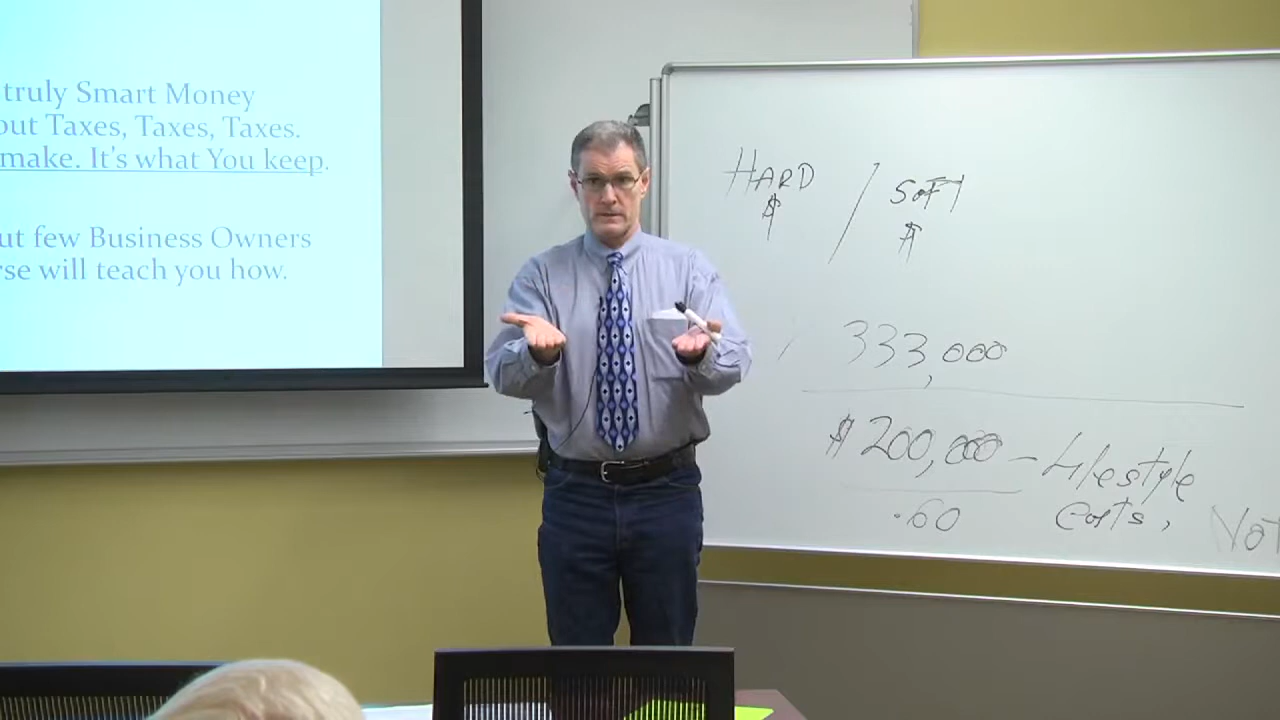 truly Smart Money
out Taxes, Taxes, Taxes.
make. It's what You keep.
ut few Business Owners
rse will teach you how.
HARD / SOFT
$ $
333,000
$200,000 – Lifestyle
.60 Costs, Not